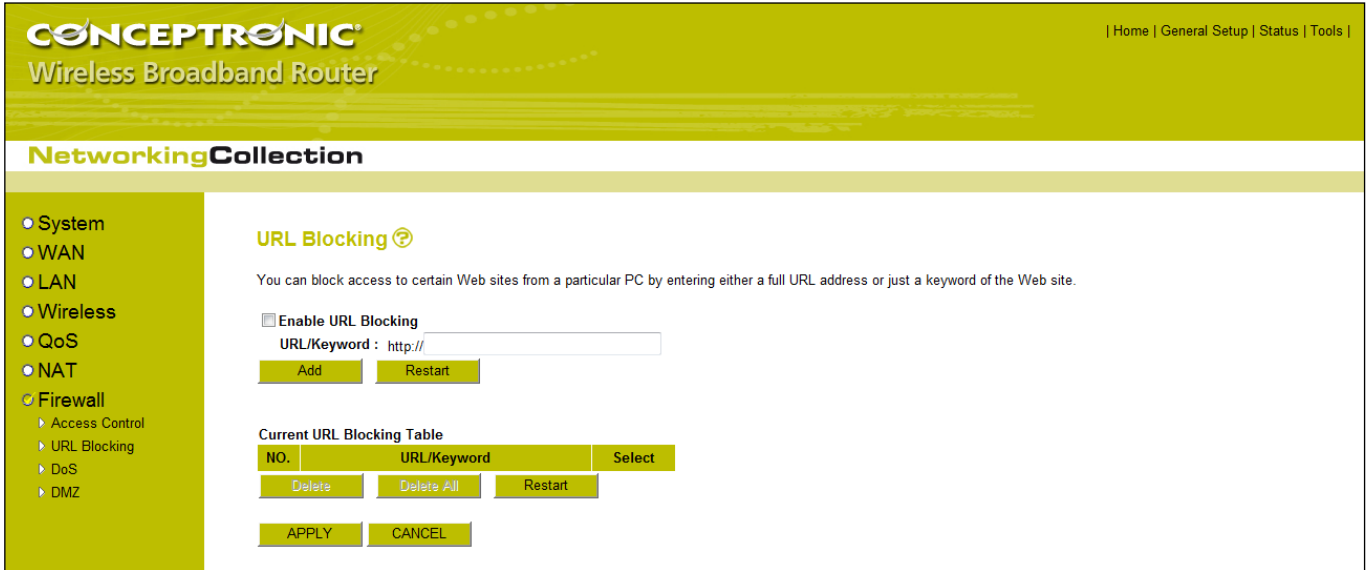 CONCEPTRONIC®
| Home | General Setup | Status | Tools |
Wireless Broadband Router
NetworkingCollection
System
WAN
LAN
Wireless
QoS
NAT
Firewall
Access Control
URL Blocking
DoS
DMZ
URL Blocking ?
You can block access to certain Web sites from a particular PC by entering either a full URL address or just a keyword of the Web site.
Enable URL Blocking
URL/Keyword : http://
Add Restart
Current URL Blocking Table
NO. URL/Keyword Select
Delete Delete All Restart
APPLY CANCEL